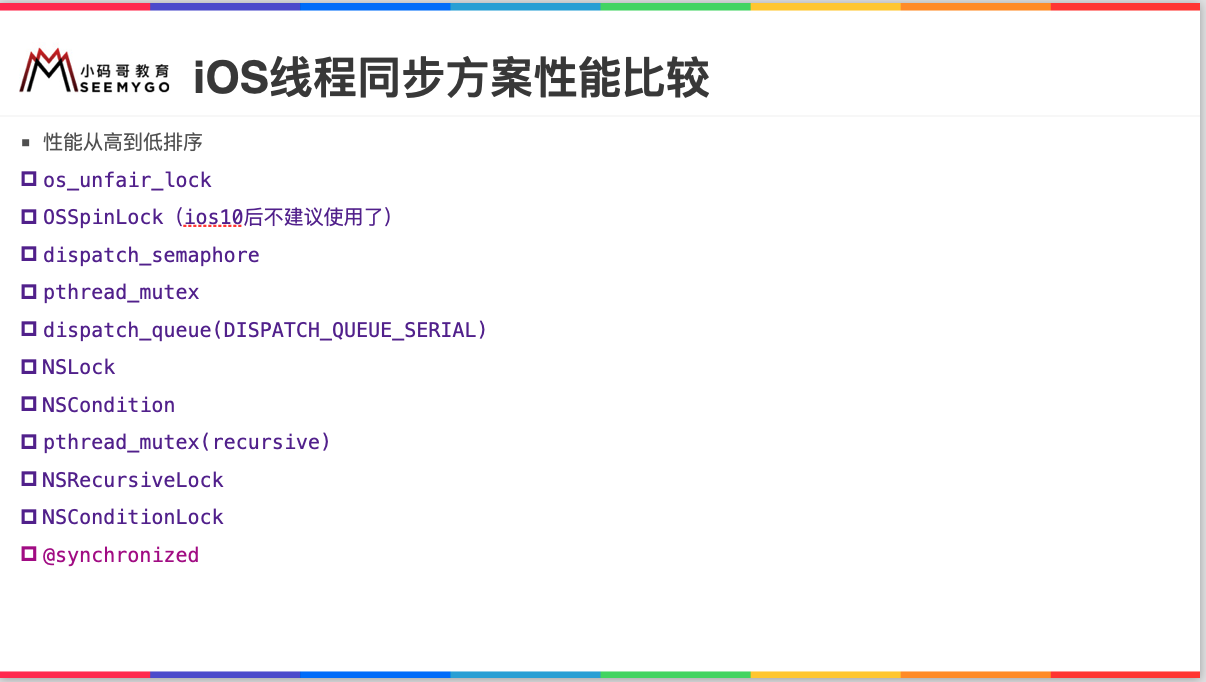 小码哥教育
SEEMYGO
iOS线程同步方案性能比较
性能从高到低排序
os_unfair_lock
OSSpinLock（ios10后不建议使用了）
dispatch_semaphore
pthread_mutex
dispatch_queue(DISPATCH_QUEUE_SERIAL)
NSLock
NSCondition
pthread_mutex(recursive)
NSRecursiveLock
NSConditionLock
@synchronized